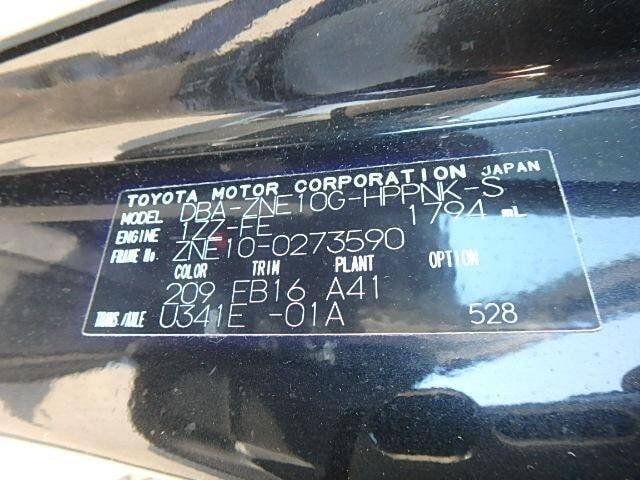 TOYOTA MOTOR CORPORATION JAPAN
MODEL DBA-ZNE10G-HPPNK-S
ENGINE 1ZZ-FE 1794 mL
FRAME No. ZNE10-0273590
COLOR TRIM PLANT OPTION
209 EB16 A41
TRANS./AXLE U341E -01A 528